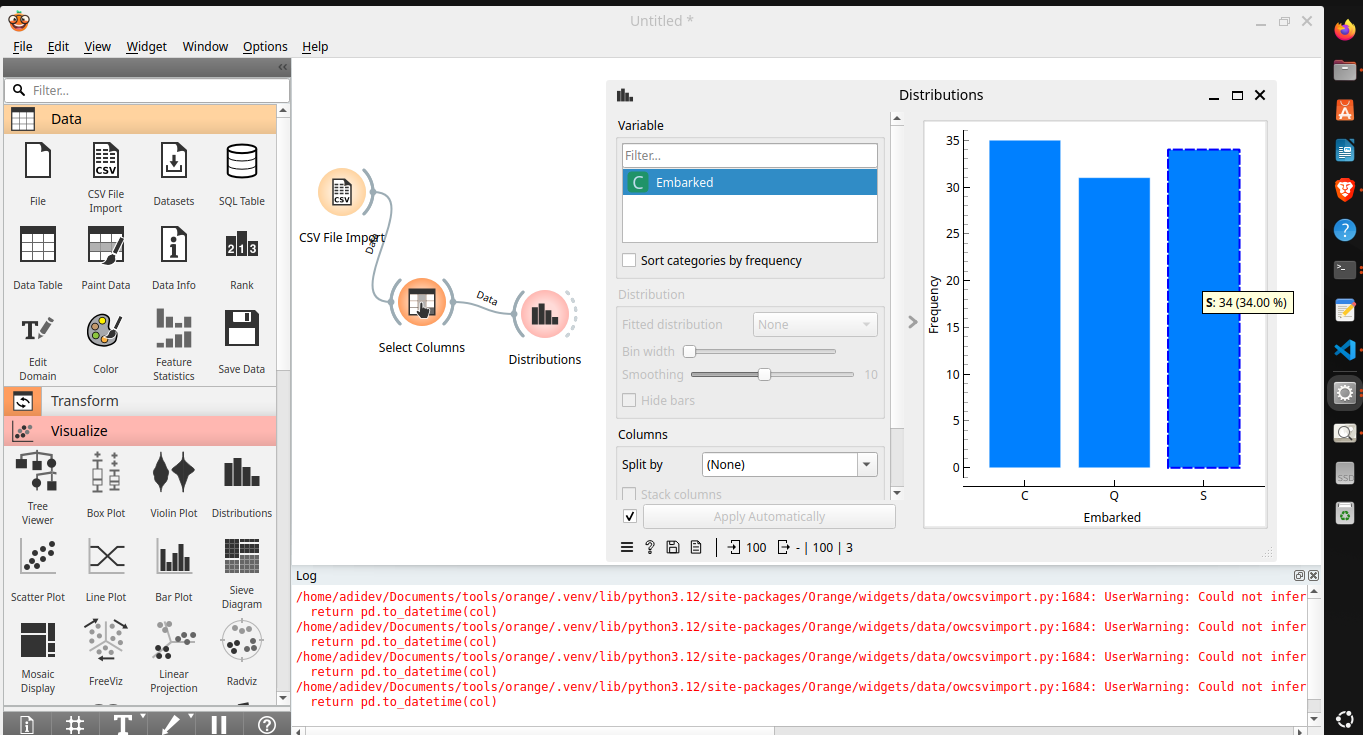 Untitled *
File Edit View Widget Window Options Help
Filter...
Data
File
CSV File Import
Datasets
SQL Table
Data Table
Paint Data
Data Info
Rank
Edit Domain
Color
Feature Statistics
Save Data
Transform
Visualize
Tree Viewer
Box Plot
Violin Plot
Distributions
Scatter Plot
Line Plot
Bar Plot
Sieve Diagram
Mosaic Display
FreeViz
Linear Projection
Radviz
CSV
CSV File Import
Data
Select Columns
Data
Distributions
Distributions
Variable
Filter...
C Embarked
Sort categories by frequency
Distribution
Fitted distribution None
Bin width
Smoothing 10
Hide bars
Columns
Split by (None)
Stack columns
Apply Automatically
100 - | 100 | 3
Frequency
35
30
25
20
15
10
5
0
C Q S
Embarked
S: 34 (34.00 %)
Log
/home/adidev/Documents/tools/orange/.venv/lib/python3.12/site-packages/Orange/widgets/data/owcsvimport.py:1684: UserWarning: Could not infer
return pd.to_datetime(col)
/home/adidev/Documents/tools/orange/.venv/lib/python3.12/site-packages/Orange/widgets/data/owcsvimport.py:1684: UserWarning: Could not infer
return pd.to_datetime(col)
/home/adidev/Documents/tools/orange/.venv/lib/python3.12/site-packages/Orange/widgets/data/owcsvimport.py:1684: UserWarning: Could not infer
return pd.to_datetime(col)
/home/adidev/Documents/tools/orange/.venv/lib/python3.12/site-packages/Orange/widgets/data/owcsvimport.py:1684: UserWarning: Could not infer
return pd.to_datetime(col)